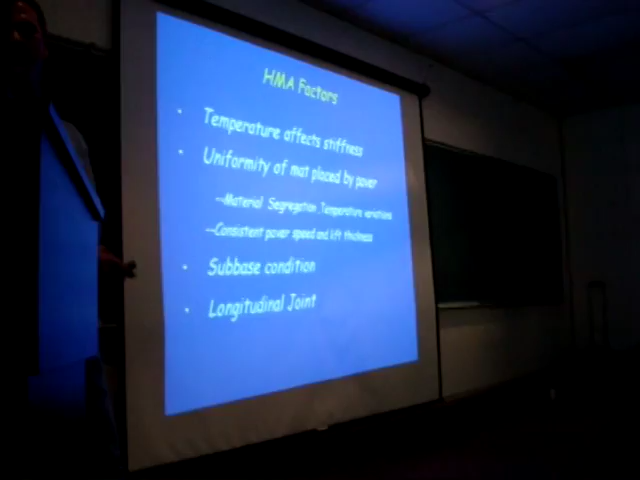 HMA Factors
• Temperature affects stiffness
• Uniformity of mat placed by paver
—Material Segregation, Temperature variations
—Consistent paver speed and lift thickness
• Subbase condition
• Longitudinal Joint